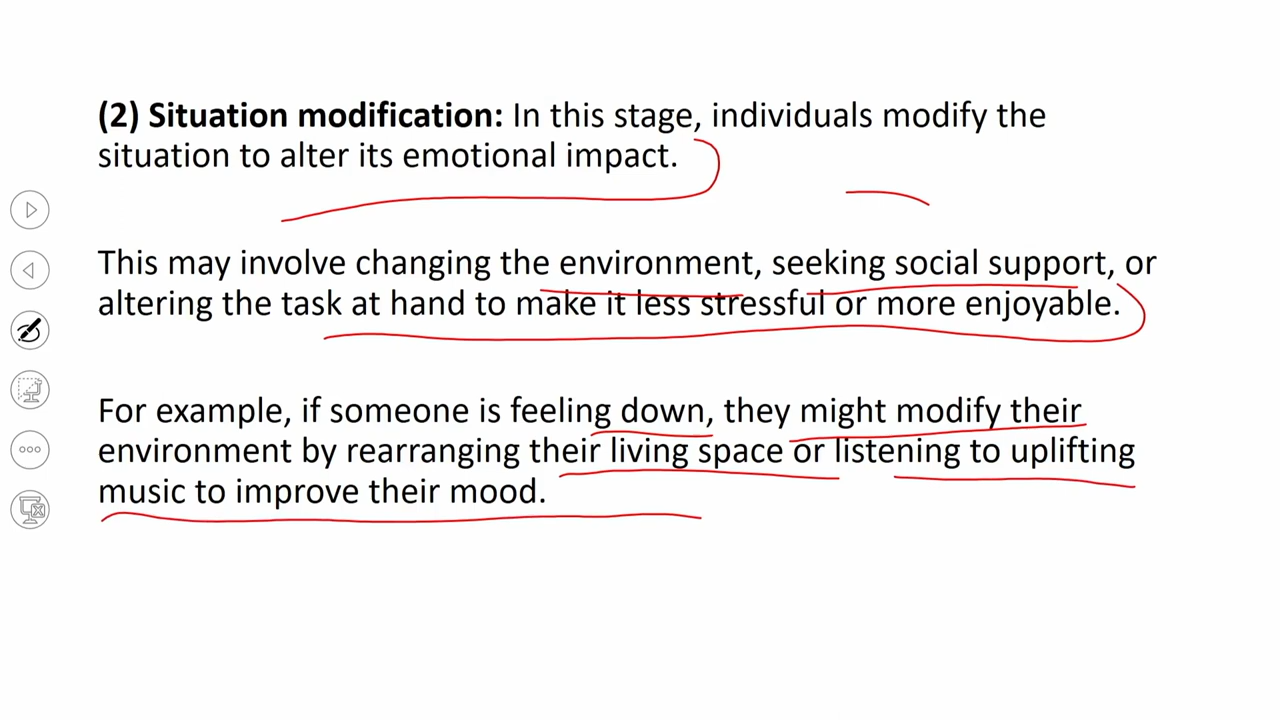 (2) Situation modification: In this stage, individuals modify the
situation to alter its emotional impact.
This may involve changing the environment, seeking social support, or
altering the task at hand to make it less stressful or more enjoyable.
For example, if someone is feeling down, they might modify their
environment by rearranging their living space or listening to uplifting
music to improve their mood.